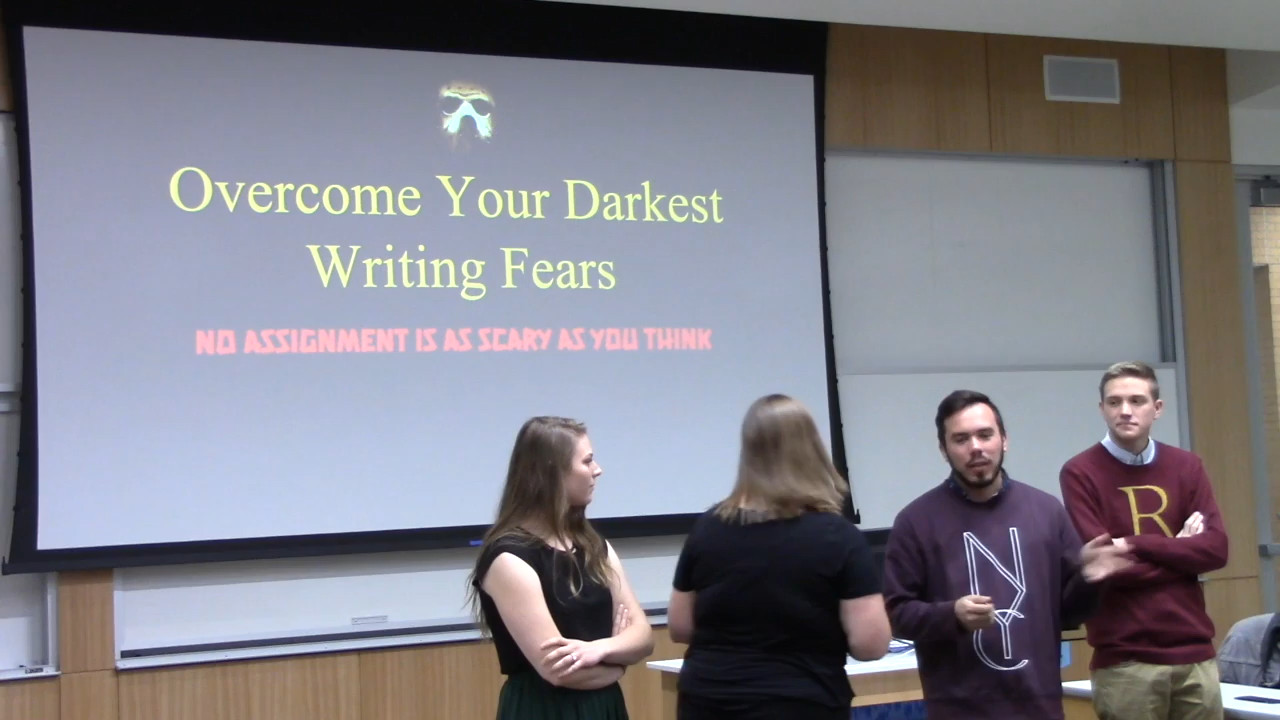 Overcome Your Darkest
Writing Fears
NO ASSIGNMENT IS AS SCARY AS YOU THINK
NYC
R